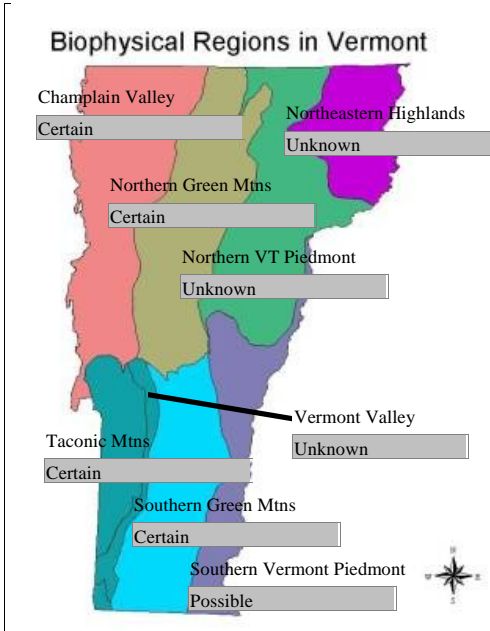 Biophysical Regions in Vermont
Champlain Valley
Certain
Northeastern Highlands
Unknown
Northern Green Mtns
Certain
Northern VT Piedmont
Unknown
Vermont Valley
Unknown
Taconic Mtns
Certain
Southern Green Mtns
Certain
Southern Vermont Piedmont
Possible
N
W E
S